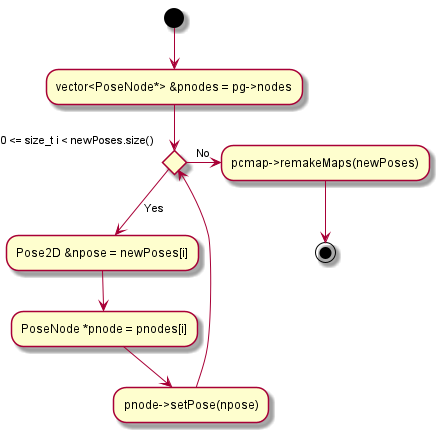 vector<PoseNode*> &pnodes = pg->nodes
0 <= size_t i < newPoses.size()
No
pcmap->remakeMaps(newPoses)
Yes
Pose2D &npose = newPoses[i]
PoseNode *pnode = pnodes[i]
pnode->setPose(npose)